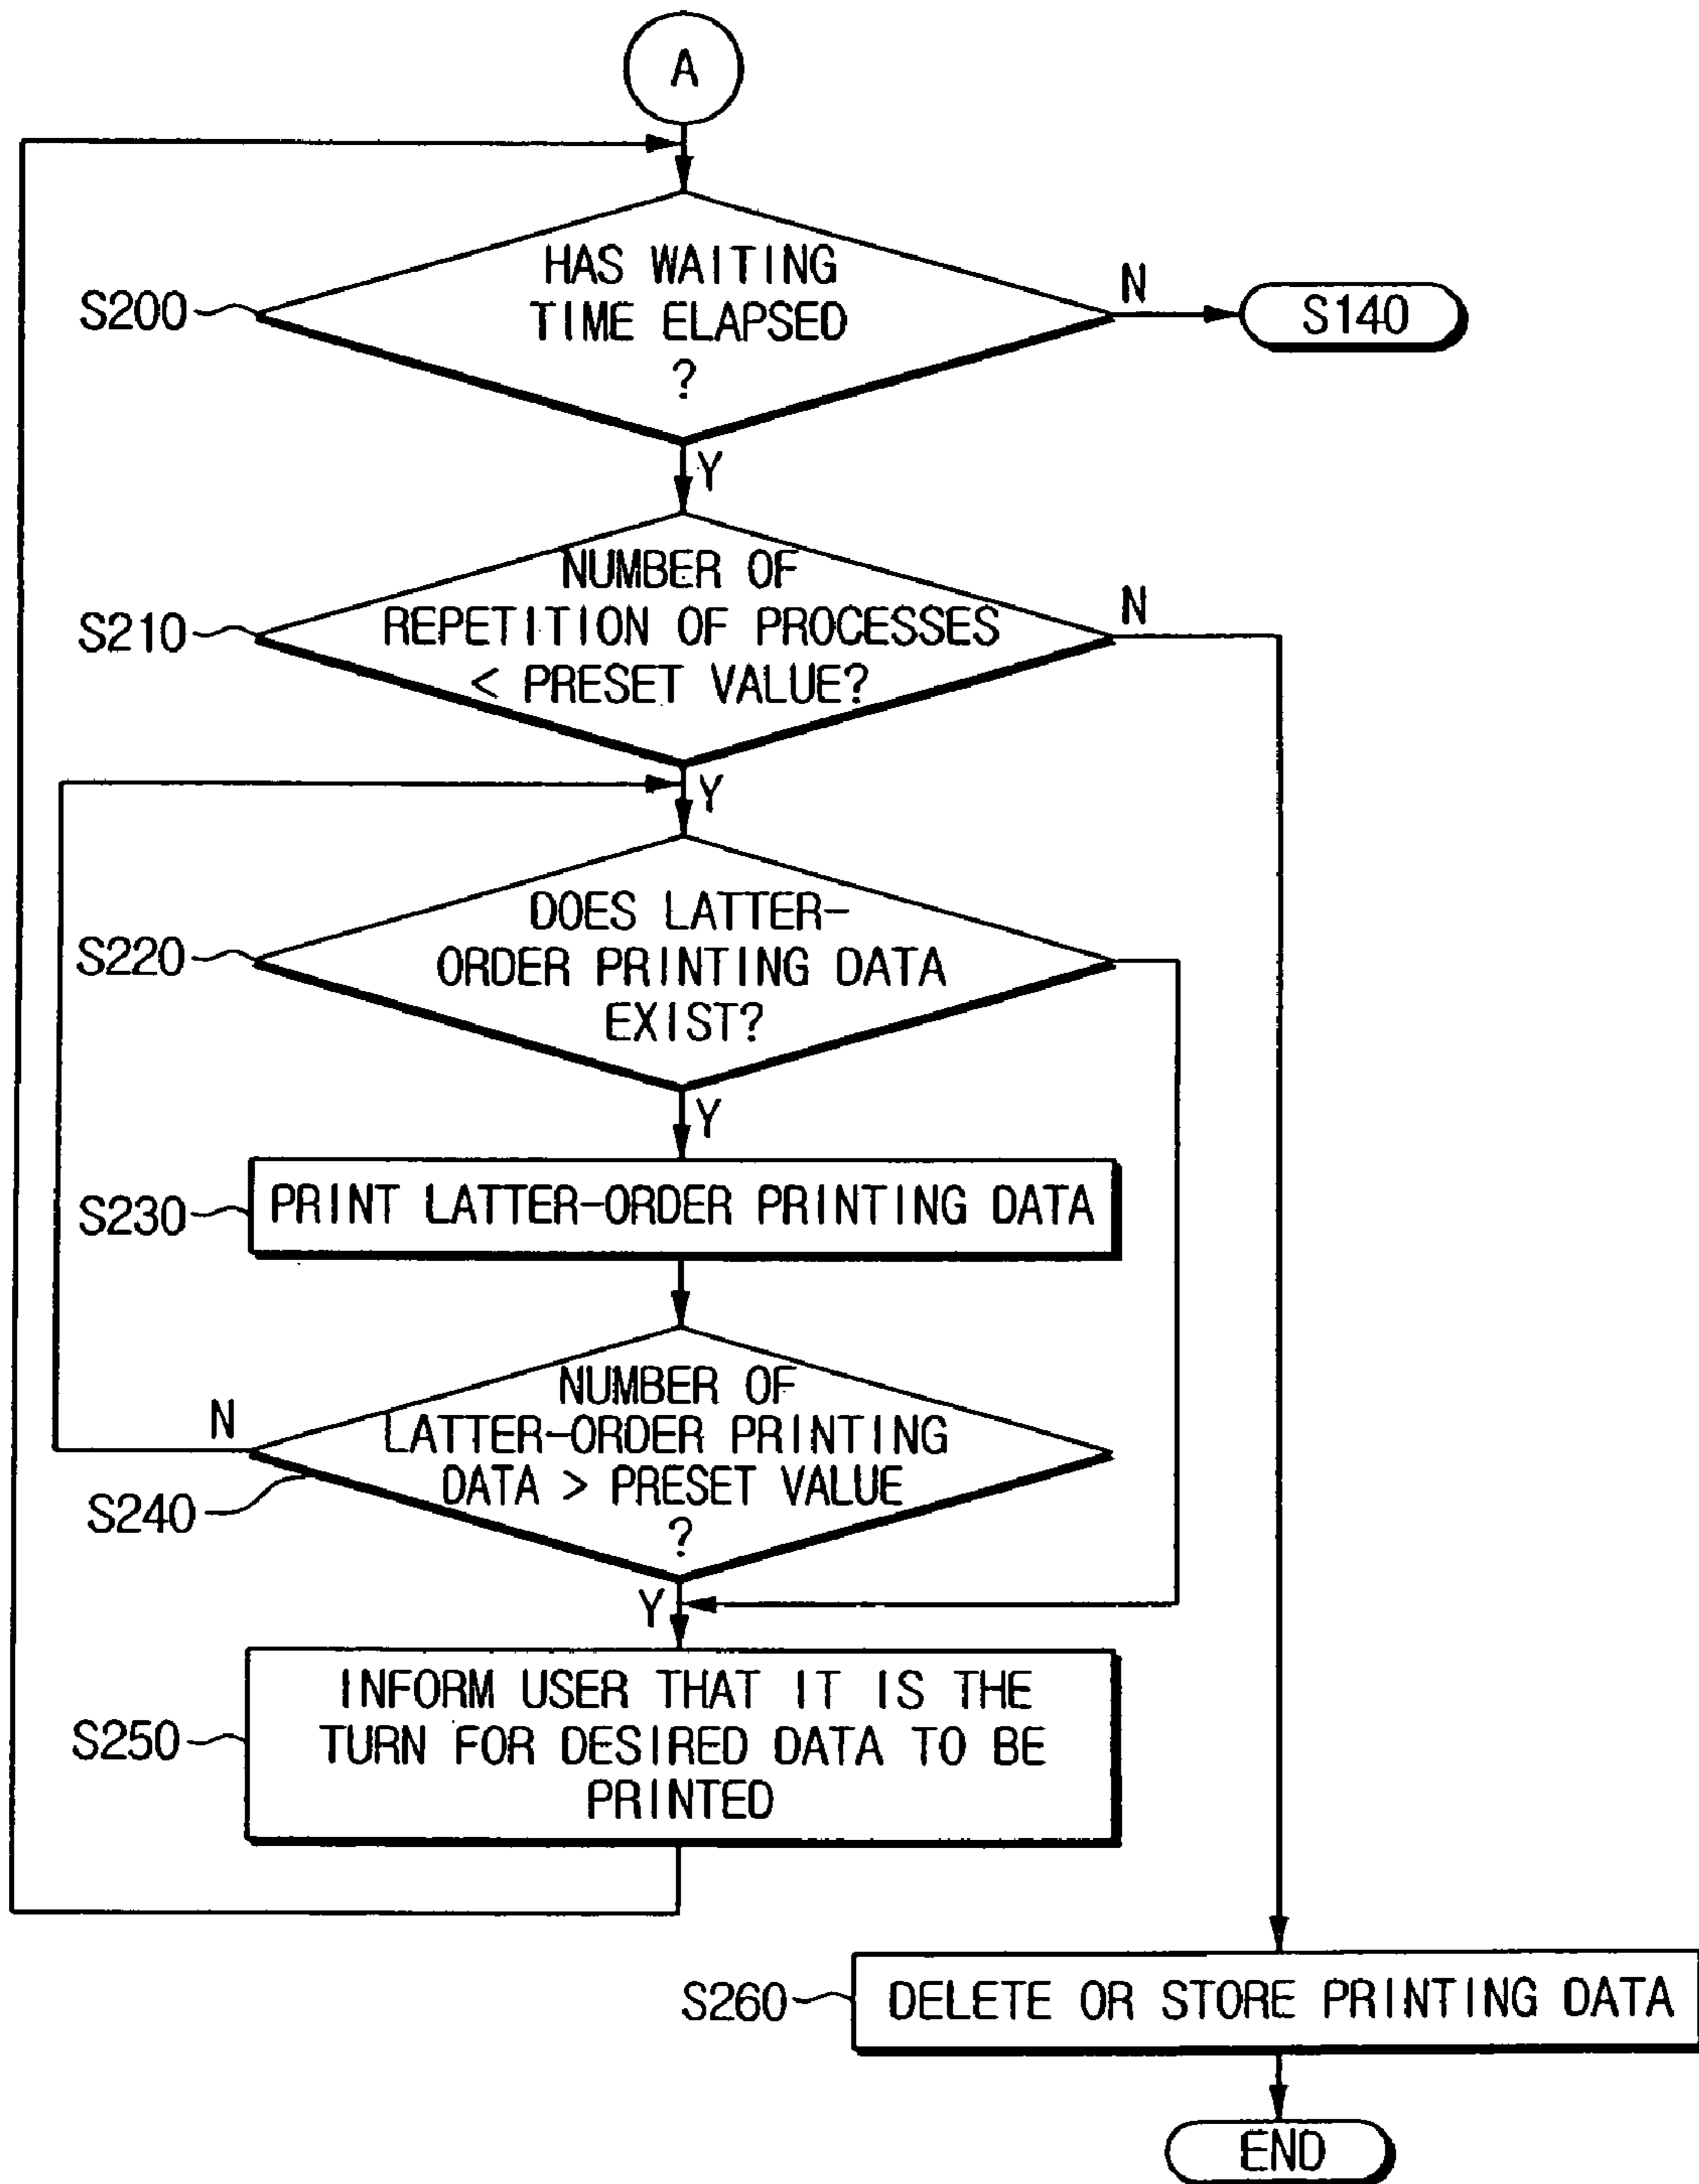 A
HAS WAITING
TIME ELAPSED
?
S200
N
S140
Y
NUMBER OF
REPETITION OF PROCESSES
< PRESET VALUE?
S210
N
Y
DOES LATTER-
ORDER PRINTING DATA
EXIST?
S220
Y
S230
PRINT LATTER-ORDER PRINTING DATA
NUMBER OF
LATTER-ORDER PRINTING
DATA > PRESET VALUE
?
N
S240
Y
INFORM USER THAT IT IS THE
TURN FOR DESIRED DATA TO BE
PRINTED
S250
S260
DELETE OR STORE PRINTING DATA
END